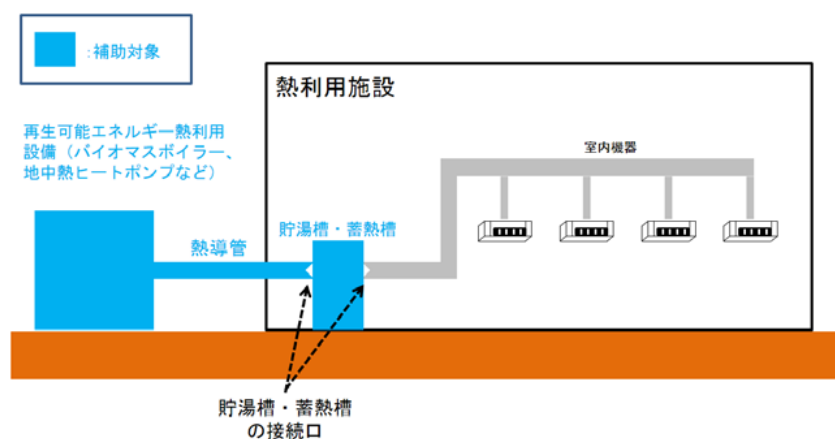 :補助対象
熱利用施設
再生可能エネルギー熱利用
設備（バイオマスボイラー、
地中熱ヒートポンプなど）
室内機器
貯湯槽・蓄熱槽
熱導管
貯湯槽・蓄熱槽
の接続口